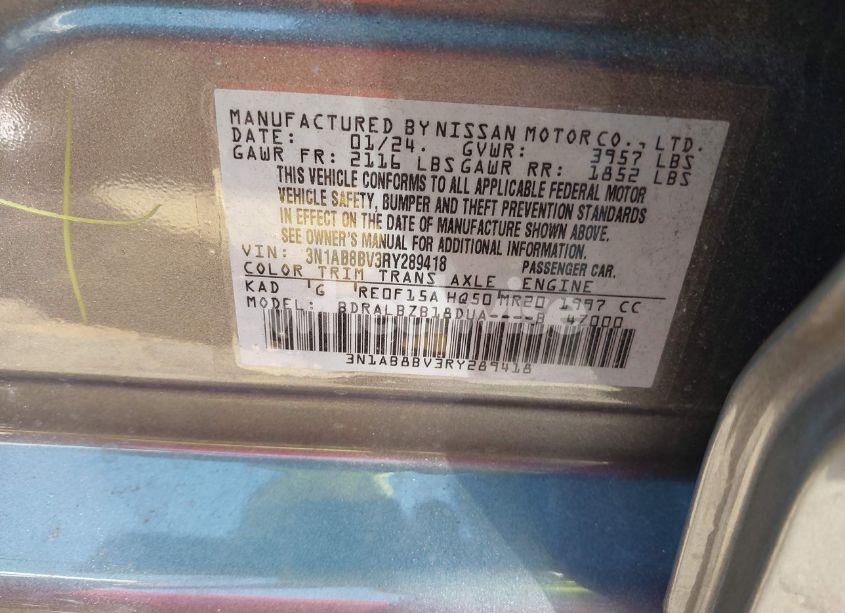 MANUFACTURED BY NISSAN MOTOR CO., LTD.
DATE: 01/24. GVWR: 3957 LBS
GAWR FR: 2116 LBS GAWR RR: 1852 LBS
THIS VEHICLE CONFORMS TO ALL APPLICABLE FEDERAL MOTOR
VEHICLE SAFETY, BUMPER AND THEFT PREVENTION STANDARDS
IN EFFECT ON THE DATE OF MANUFACTURE SHOWN ABOVE.
SEE OWNER'S MANUAL FOR ADDITIONAL INFORMATION.
VIN: 3N1AB8BV3RY289418 PASSENGER CAR.
COLOR TRIM TRANS AXLE ENGINE
KAD G RE0F15A HQ50 MR20 1997 CC
MODEL: BDRALBZB18DUA----B 47000
3N1AB8BV3RY289418